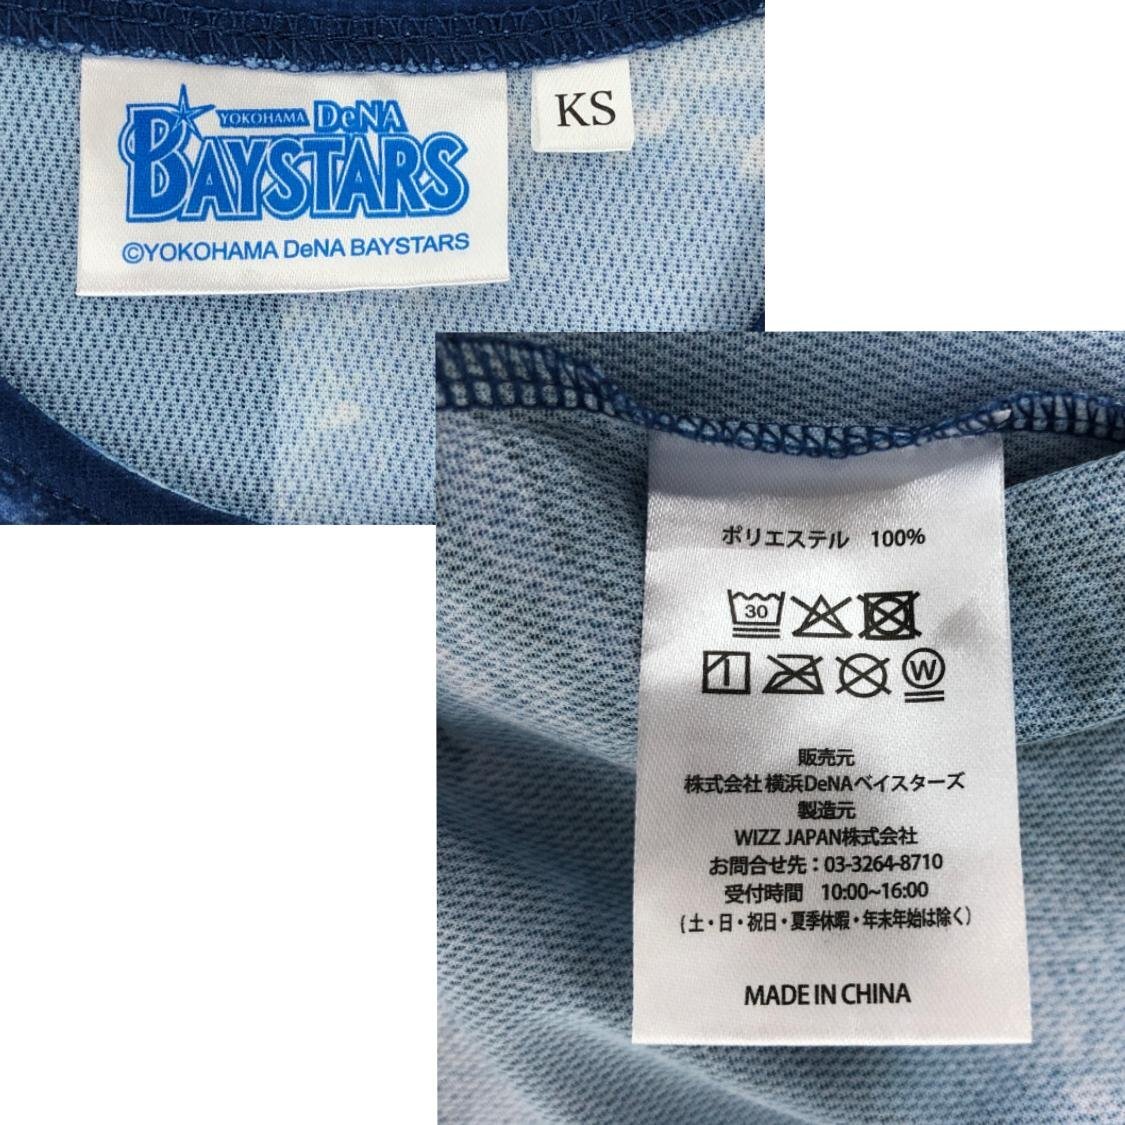 YOKOHAMA DeNA
BAYSTARS
©YOKOHAMA DeNA BAYSTARS
KS
ポリエステル 100%
30
W
販売元
株式会社 横浜DeNAベイスターズ
製造元
WIZZ JAPAN株式会社
お問合せ先：03-3264-8710
受付時間 10:00~16:00
(土・日・祝日・夏季休暇・年末年始は除く)
MADE IN CHINA